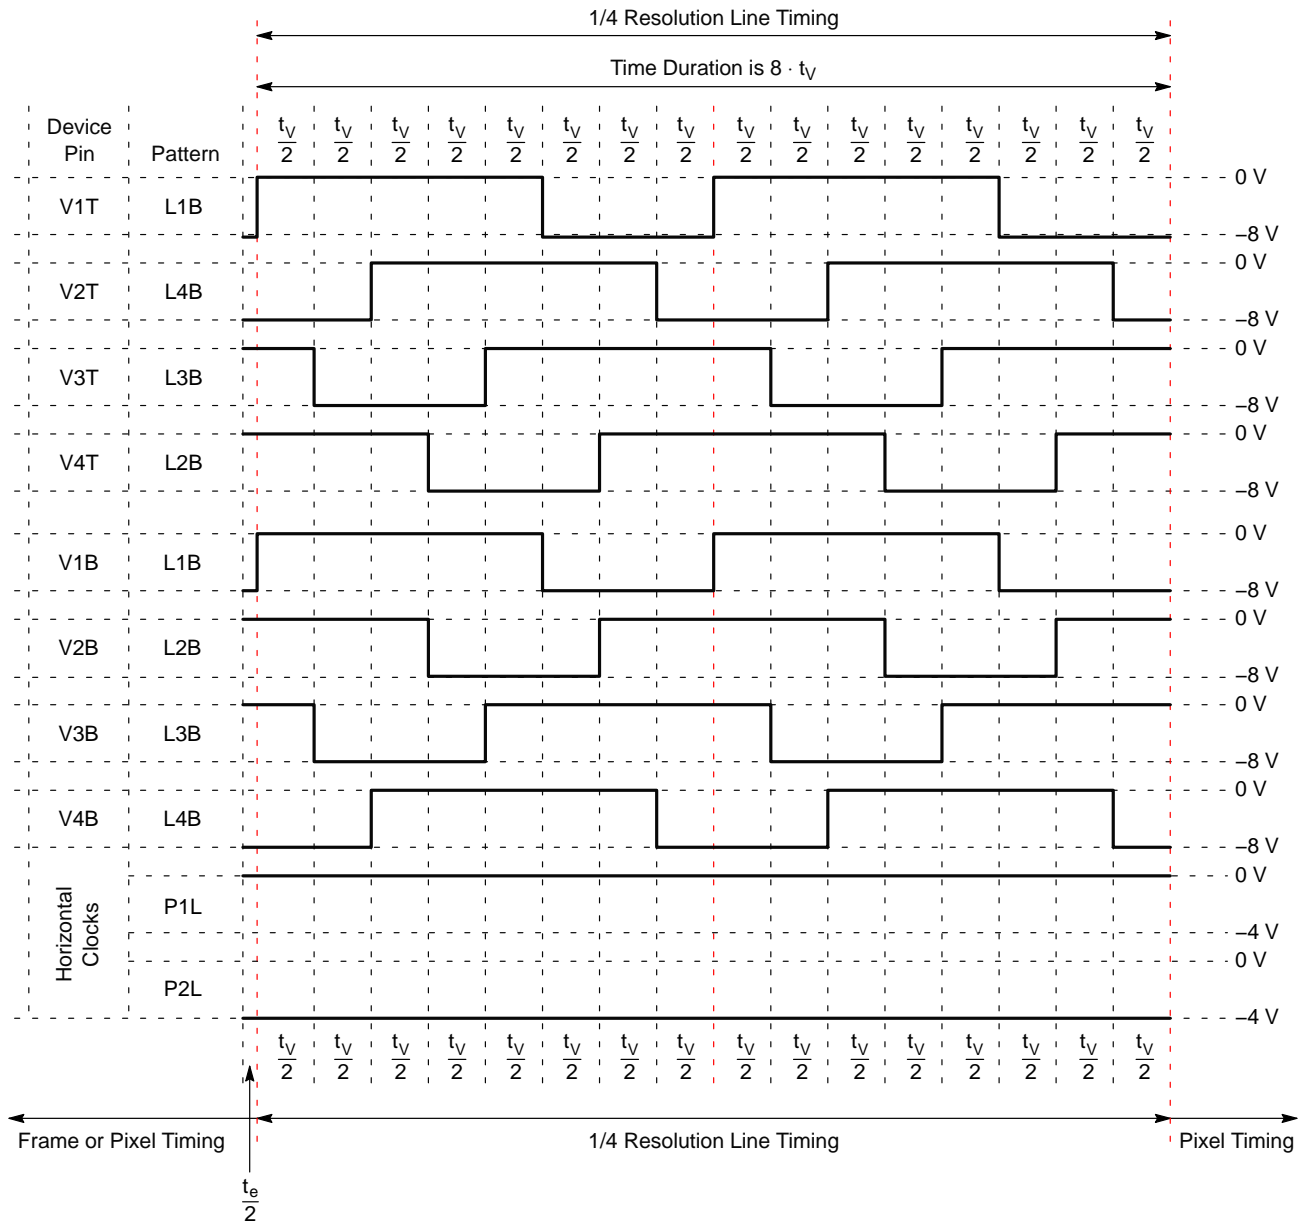 1/4 Resolution Line Timing
Time Duration is 8 · tV
Device Pin
Pattern
tV/2 tV/2 tV/2 tV/2 tV/2 tV/2 tV/2 tV/2 tV/2 tV/2 tV/2 tV/2 tV/2 tV/2 tV/2 tV/2
V1T L1B 0 V
–8 V
V2T L4B 0 V
–8 V
V3T L3B 0 V
–8 V
V4T L2B 0 V
–8 V
V1B L1B 0 V
–8 V
V2B L2B 0 V
–8 V
V3B L3B 0 V
–8 V
V4B L4B 0 V
–8 V
Horizontal Clocks
P1L 0 V
–4 V
P2L 0 V
–4 V
tV/2 tV/2 tV/2 tV/2 tV/2 tV/2 tV/2 tV/2 tV/2 tV/2 tV/2 tV/2 tV/2 tV/2 tV/2 tV/2
Frame or Pixel Timing 1/4 Resolution Line Timing Pixel Timing
te/2